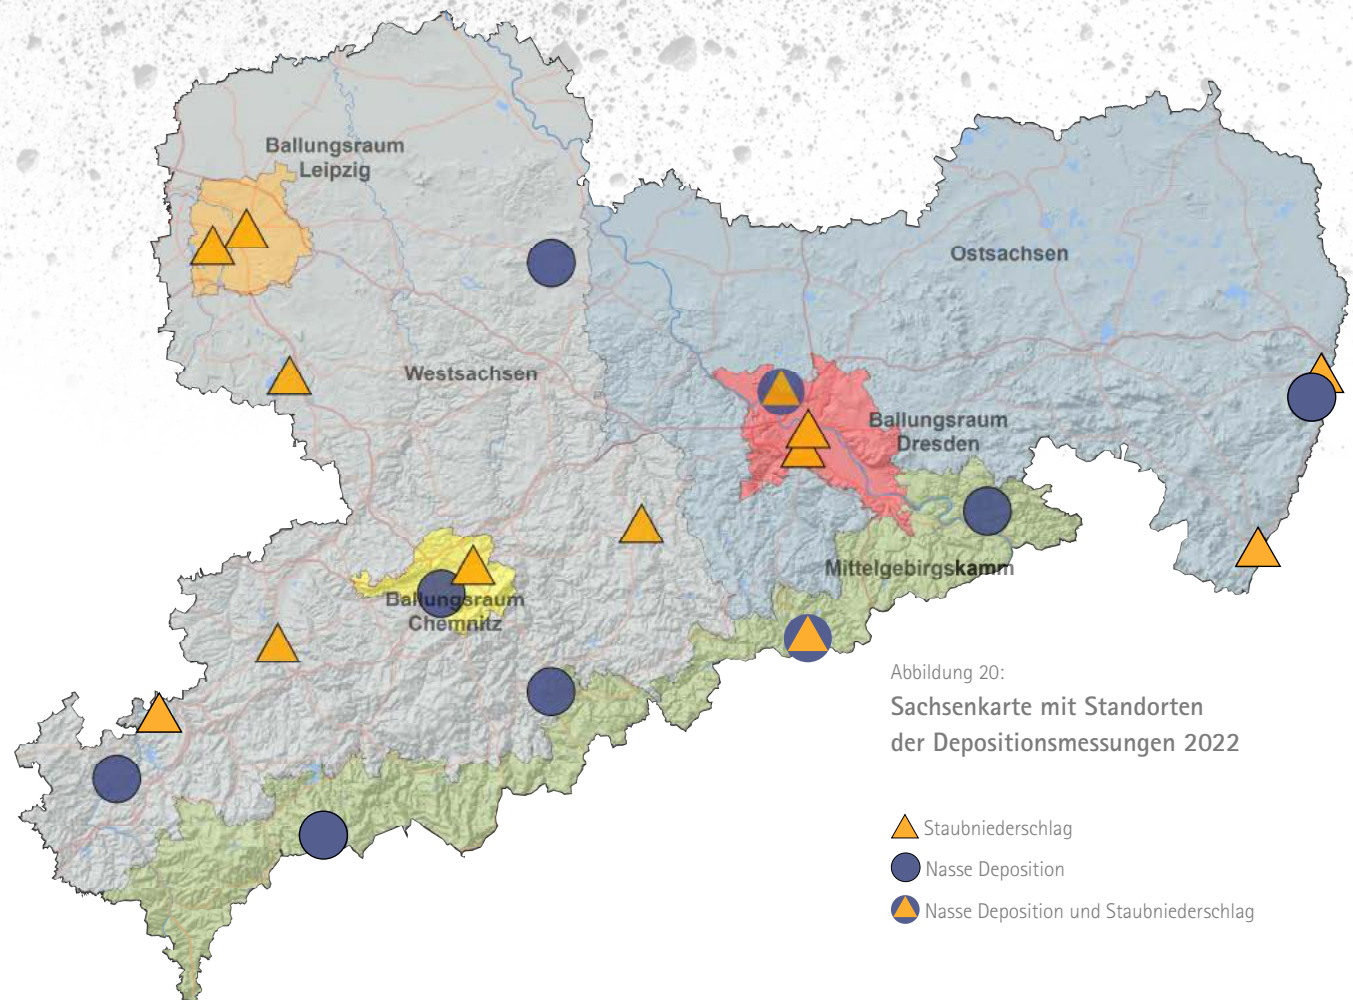 Ballungsraum
Leipzig
Ostsachsen
Westsachsen
Ballungsraum
Dresden
Mittelgebirgskamm
Ballungsraum
Chemnitz
Abbildung 20:
Sachsenkarte mit Standorten
der Depositionsmessungen 2022
Staubniederschlag
Nasse Deposition
Nasse Deposition und Staubniederschlag